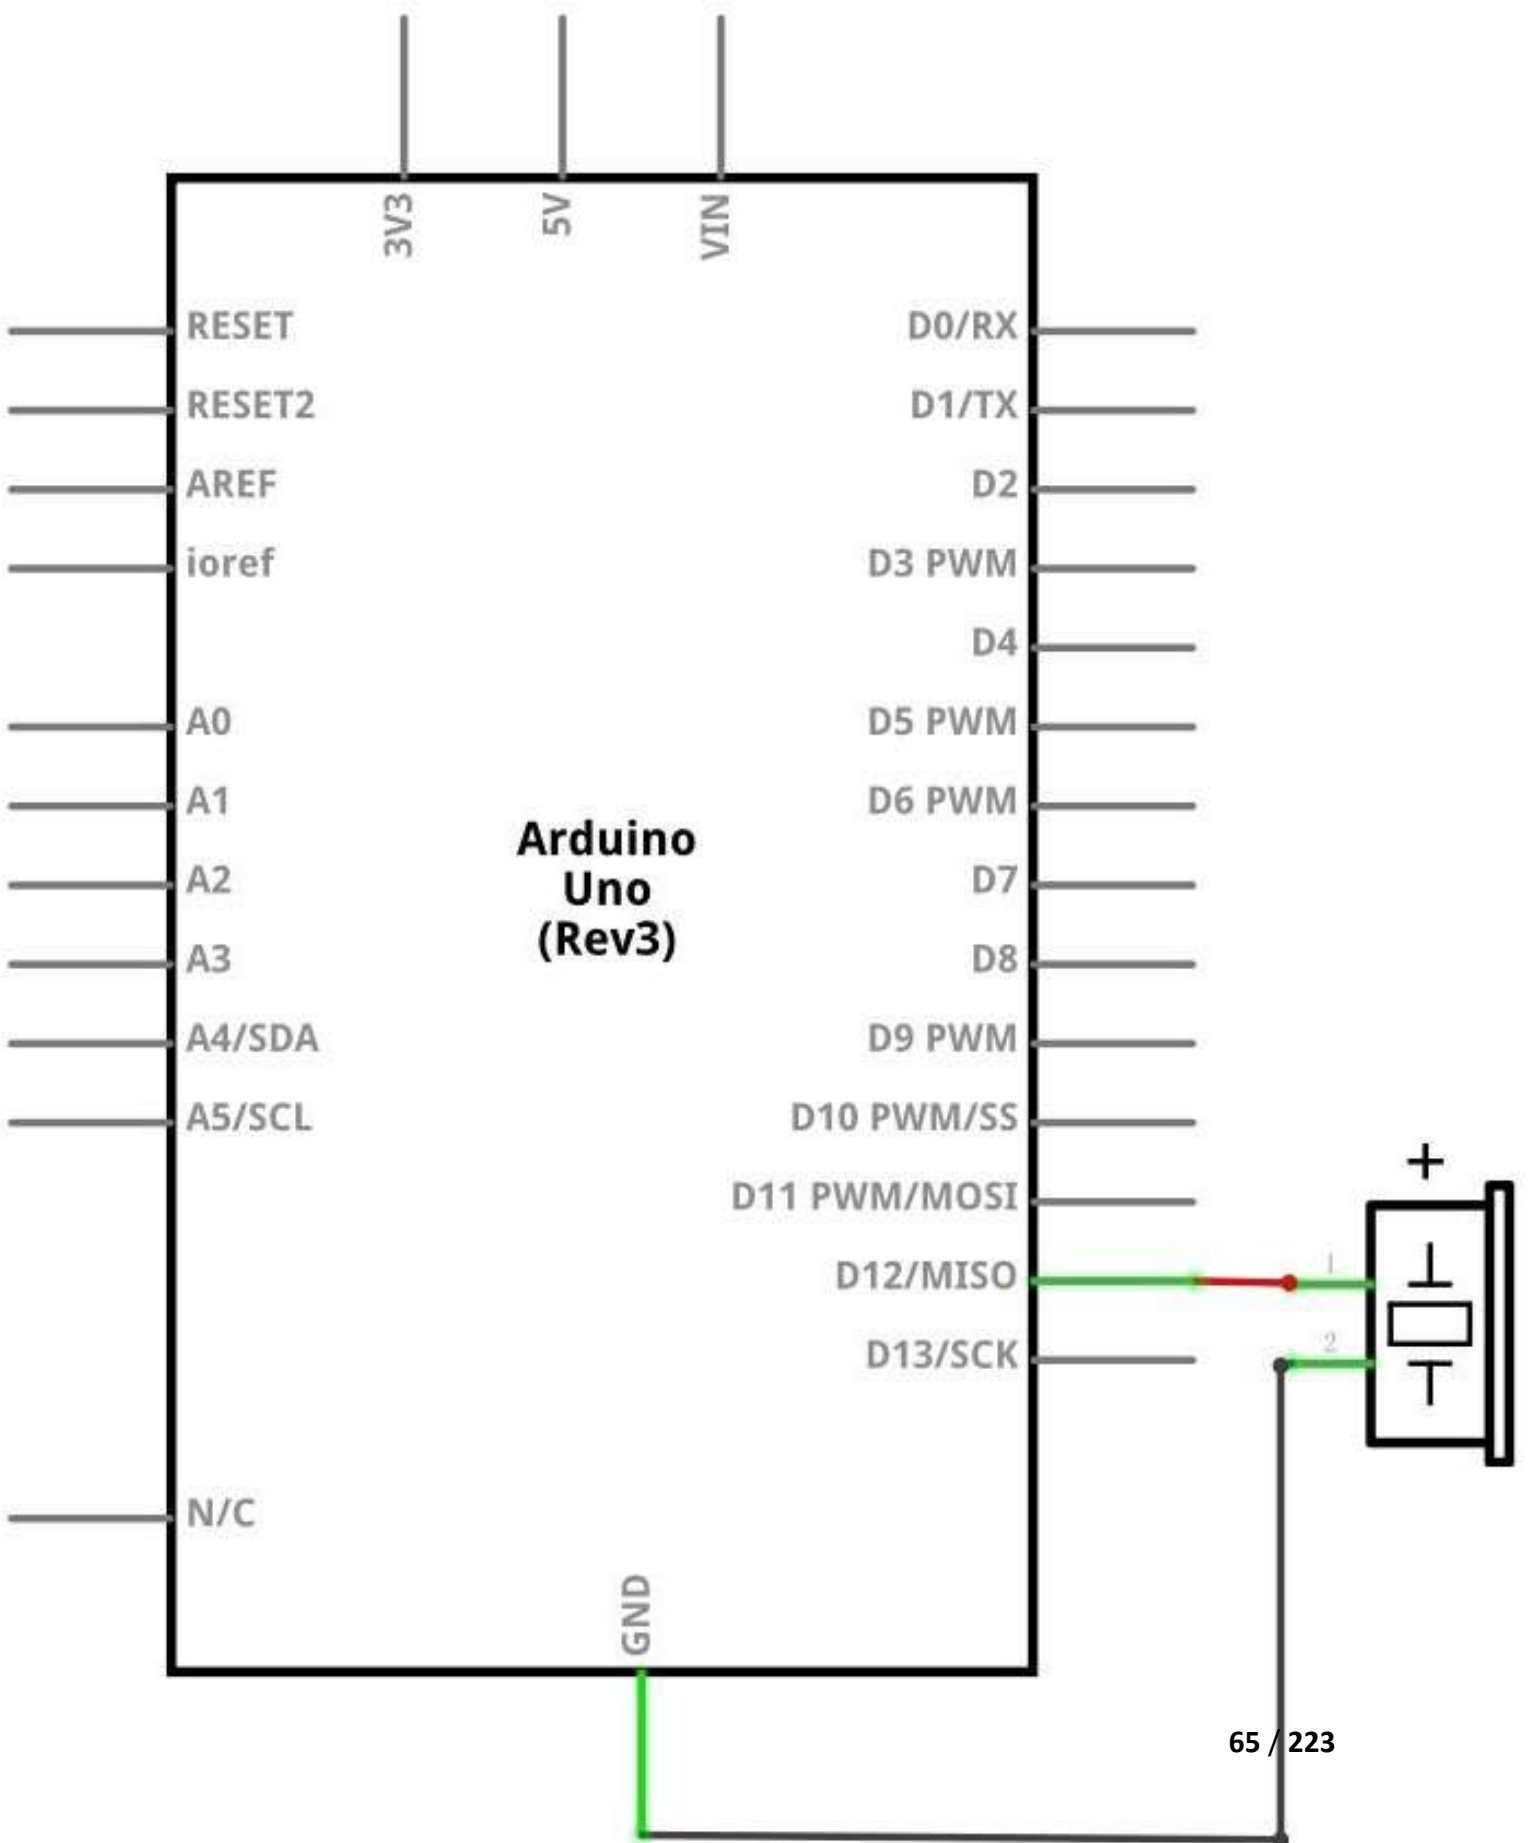 3V3
5V
VIN
RESET
D0/RX
RESET2
D1/TX
AREF
D2
ioref
D3 PWM
D4
A0
D5 PWM
A1
D6 PWM
Arduino
Uno
(Rev3)
A2
D7
A3
D8
A4/SDA
D9 PWM
A5/SCL
D10 PWM/SS
+
D11 PWM/MOSI
D12/MISO
1
D13/SCK
2
N/C
GND
65 / 223